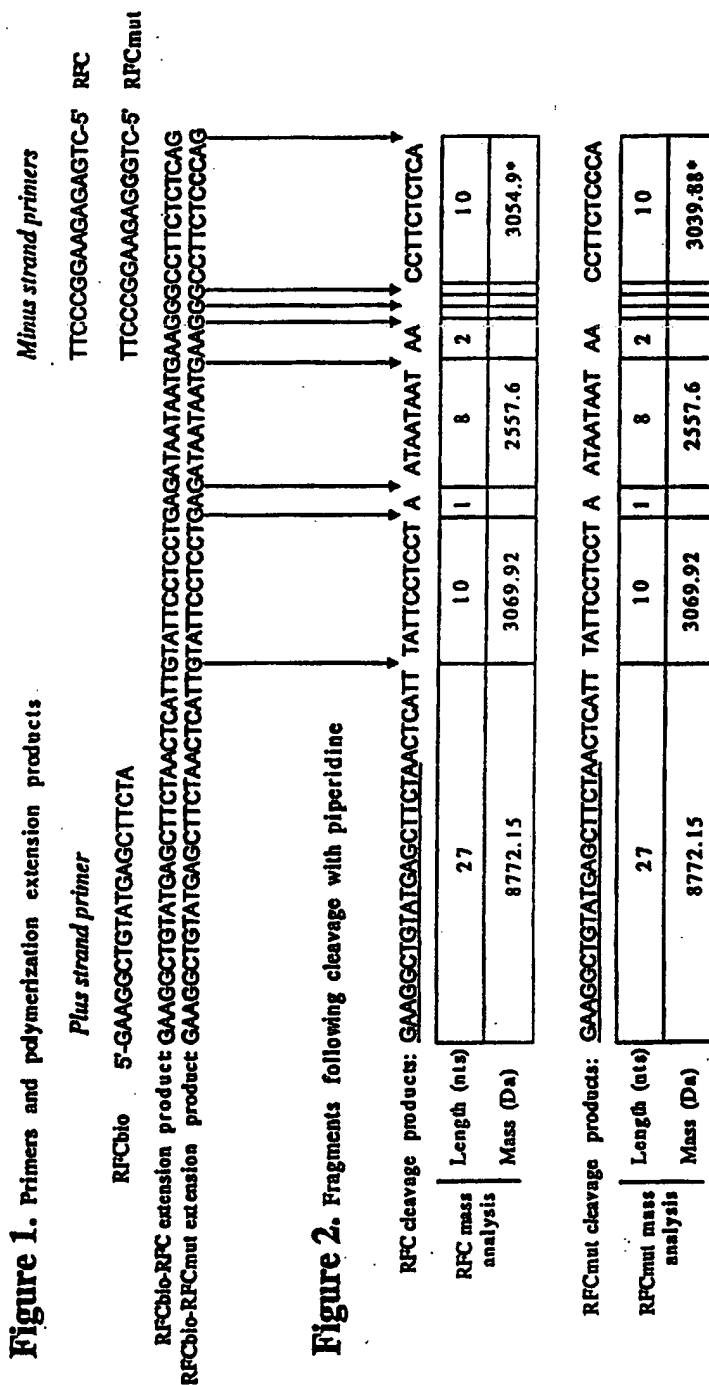 Figure 1. Primers and polymerization extension products
Plus strand primer
Minus strand primers
RFCbio 5'-GAAGGCTGTATGAGCTTCTA
TTCCCGGAAGAGAGTC-5' RFC
TTCCCGGAAGAGGGTC-5' RFCmut
RFCbio-RFC extension product GAAGGCTGTATGAGCTTCTAACTCATTGTATTCCTCCTGAGATAATAATGAAGGGCCTTCTCTCAG
RFCbio-RFCmut extension product GAAGGCTGTATGAGCTTCTAACTCATTGTATTCCTCCTGAGATAATAATGAAGGGCCTTCTCCCAG
Figure 2. Fragments following cleavage with piperidine
RFC cleavage products: GAAGGCTGTATGAGCTTCTAACTCATT TATTCCTCCT A ATAATAAT AA CCTTCTCTCA
RFC mass analysis
Length (nts) 27 10 1 8 2 10
Mass (Da) 8772.15 3069.92 2557.6 3054.9*
RFCmut cleavage products: GAAGGCTGTATGAGCTTCTAACTCATT TATTCCTCCT A ATAATAAT AA CCTTCTCCCA
RFCmut mass analysis
Length (nts) 27 10 1 8 2 10
Mass (Da) 8772.15 3069.92 2557.6 3039.88*